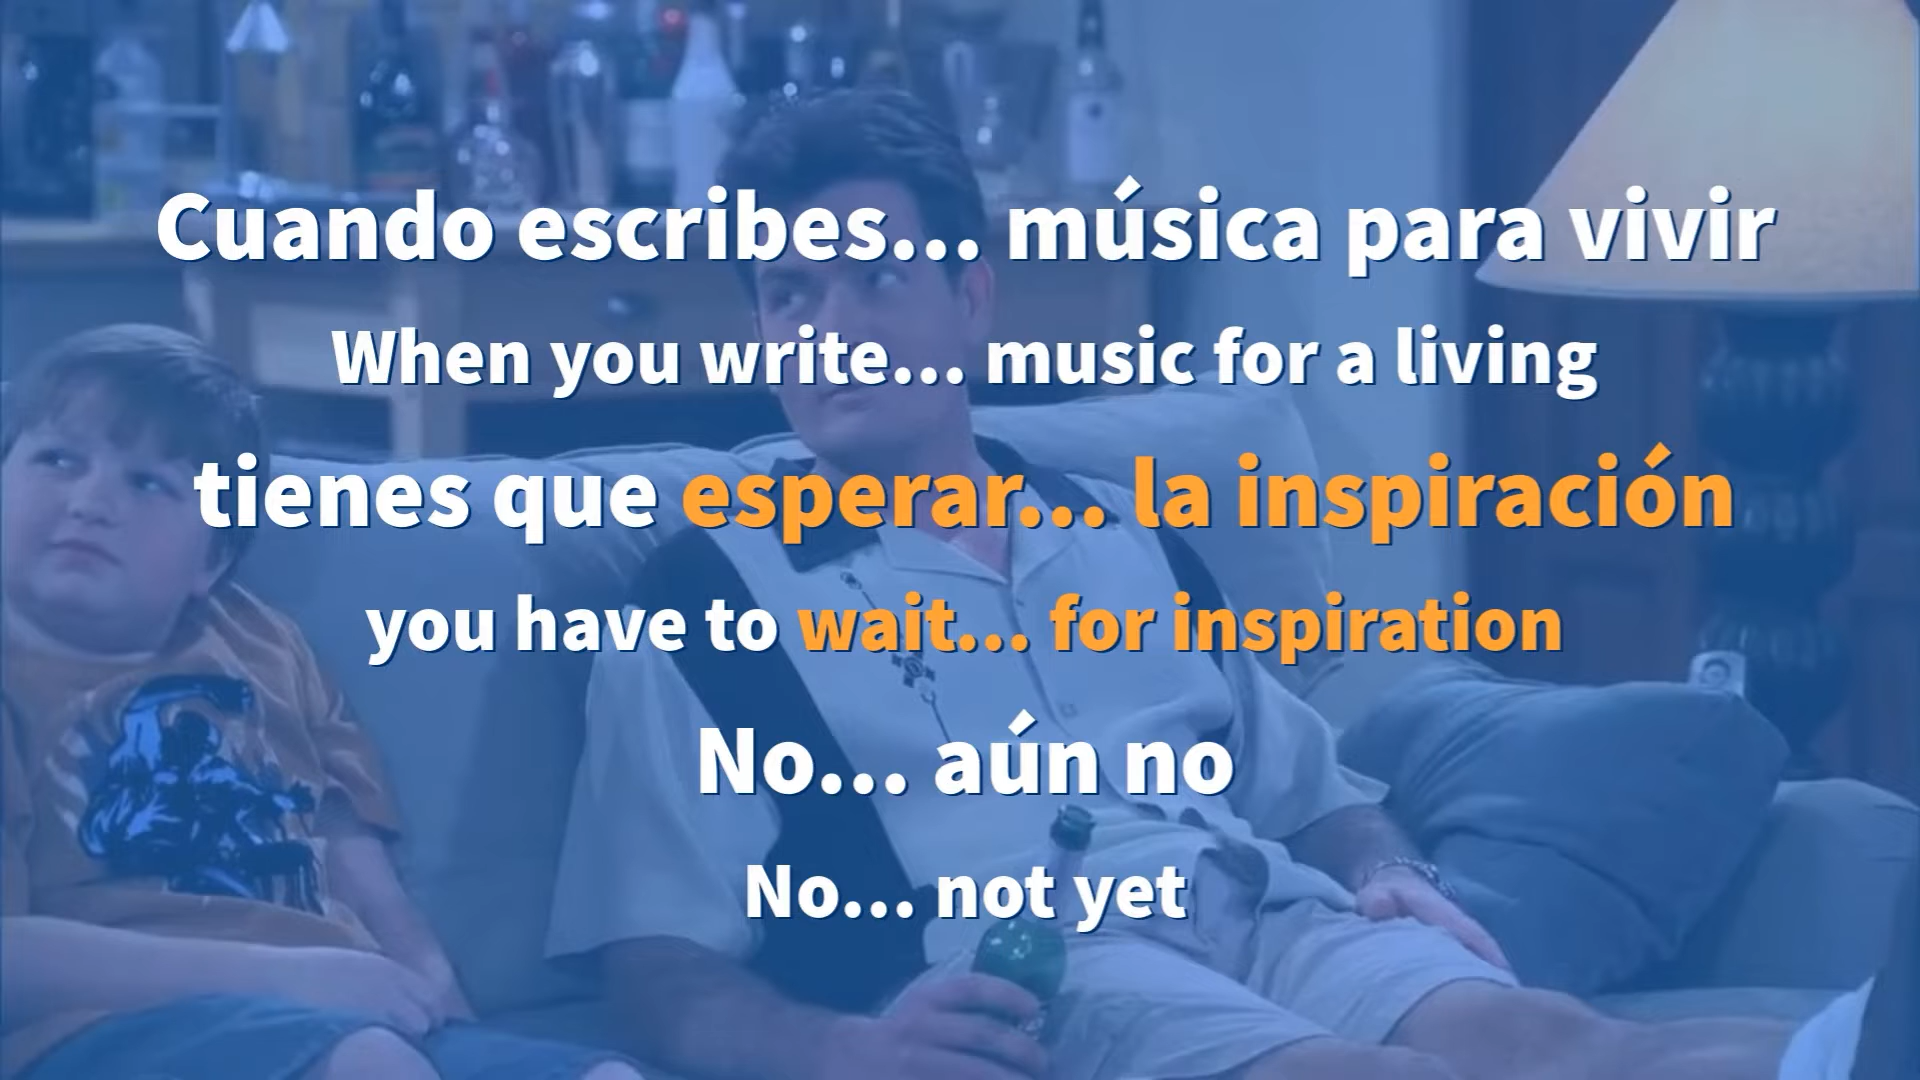 Cuando escribes... música para vivir
When you write... music for a living
tienes que esperar... la inspiración
you have to wait... for inspiration
No... aún no
No... not yet